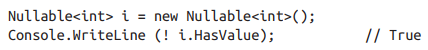 Nullable<int> i = new Nullable<int>();
Console.WriteLine (! i.HasValue);             // True